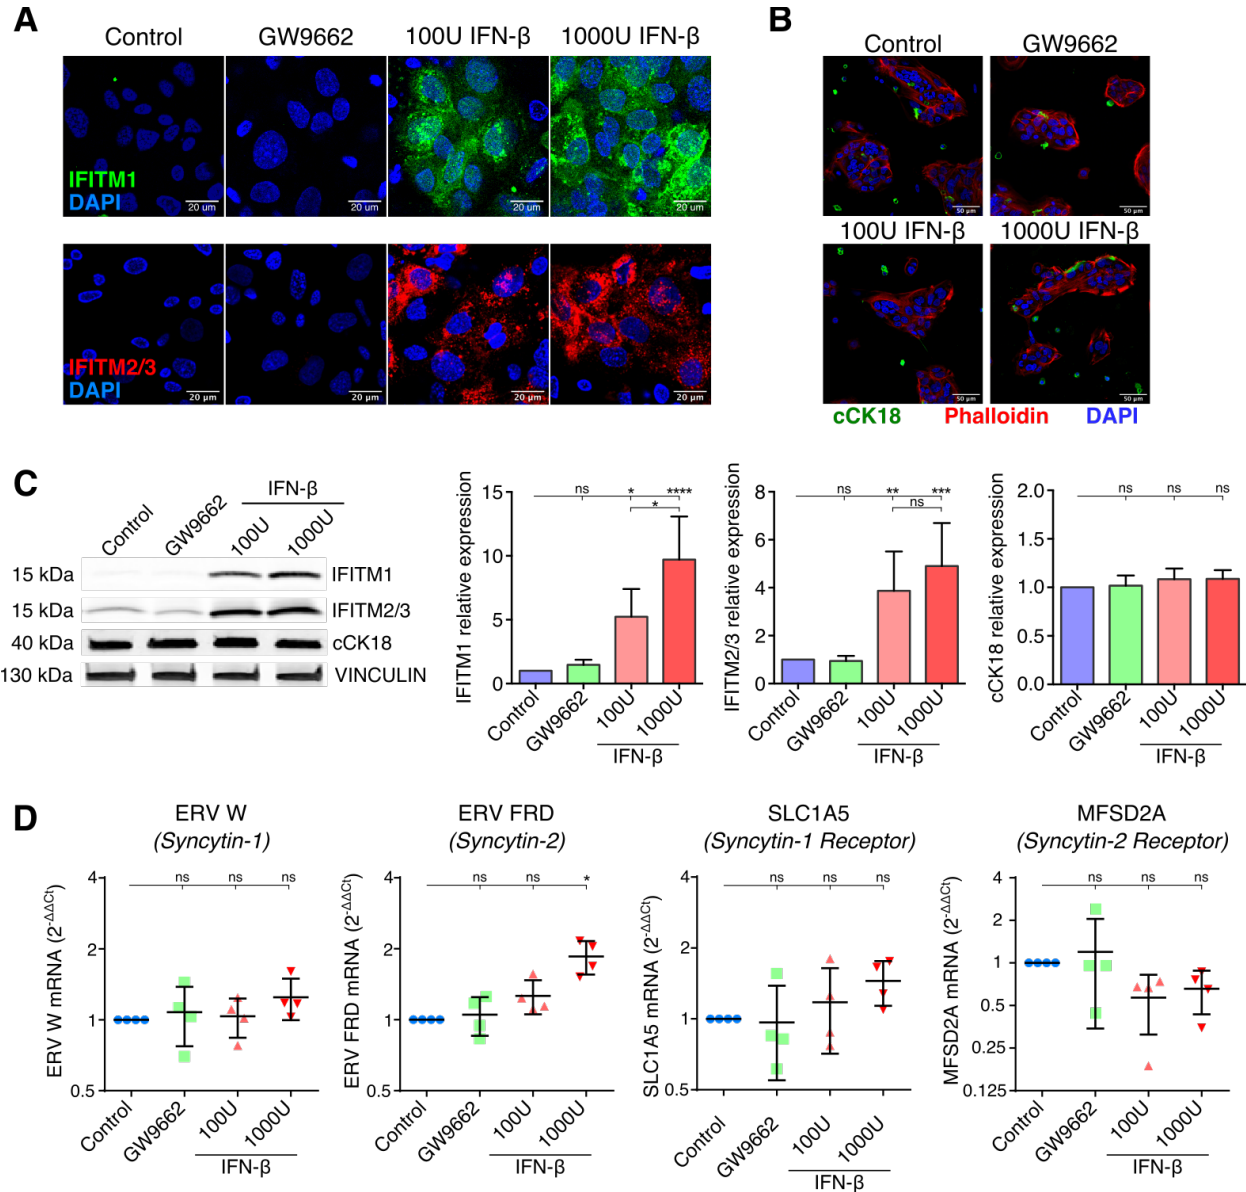 A
Control GW9662 100U IFN-β 1000U IFN-β
IFITM1
DAPI
20 um 20 um 20 um 20 um
IFITM2/3
DAPI
20 µm 20 µm 20 µm 20 µm
B
Control GW9662
50 µm 50 µm
100U IFN-β 1000U IFN-β
50 µm 50 µm
cCK18 Phalloidin DAPI
C
IFN-β
Control GW9662 100U 1000U
15 kDa IFITM1
15 kDa IFITM2/3
40 kDa cCK18
130 kDa VINCULIN
IFITM1 relative expression
15
10
5
0
ns * ****
*
Control GW9662 100U 1000U
IFN-β
IFITM2/3 relative expression
8
6
4
2
0
ns ** ***
ns
Control GW9662 100U 1000U
IFN-β
cCK18 relative expression
2.0
1.5
1.0
0.5
0.0
ns ns ns
Control GW9662 100U 1000U
IFN-β
D
ERV W
(Syncytin-1)
ERV W mRNA (2-ΔΔCt)
4
2
1
0.5
ns ns ns
Control GW9662 100U 1000U
IFN-β
ERV FRD
(Syncytin-2)
ERV FRD mRNA (2-ΔΔCt)
4
2
1
0.5
ns ns *
Control GW9662 100U 1000U
IFN-β
SLC1A5
(Syncytin-1 Receptor)
SLC1A5 mRNA (2-ΔΔCt)
4
2
1
0.5
ns ns ns
Control GW9662 100U 1000U
IFN-β
MFSD2A
(Syncytin-2 Receptor)
MFSD2A mRNA (2-ΔΔCt)
4
2
1
0.5
0.25
0.125
ns ns ns
Control GW9662 100U 1000U
IFN-β